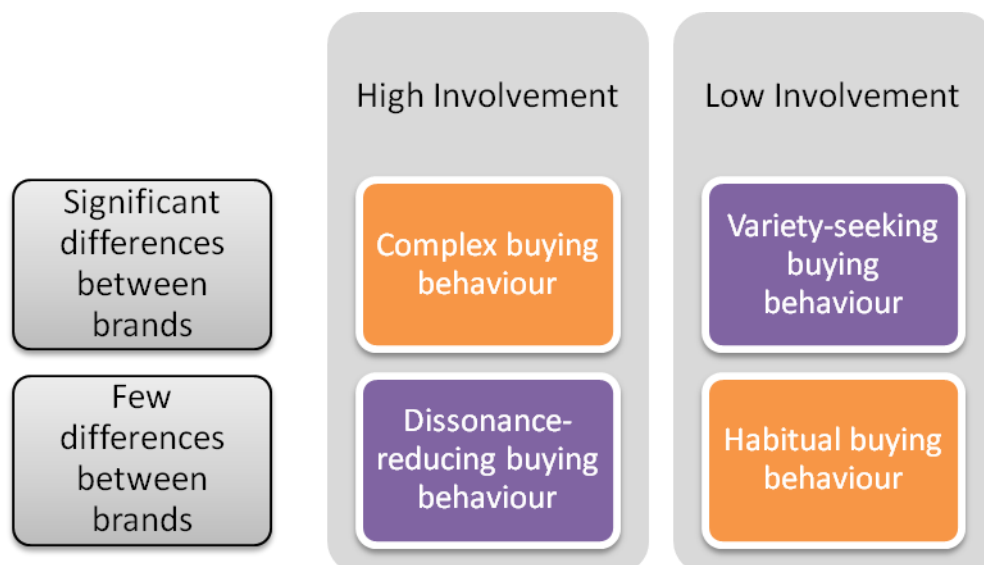 High Involvement
Low Involvement
Significant
differences
between
brands
Complex buying
behaviour
Variety-seeking
buying
behaviour
Few
differences
between
brands
Dissonance-
reducing buying
behaviour
Habitual buying
behaviour